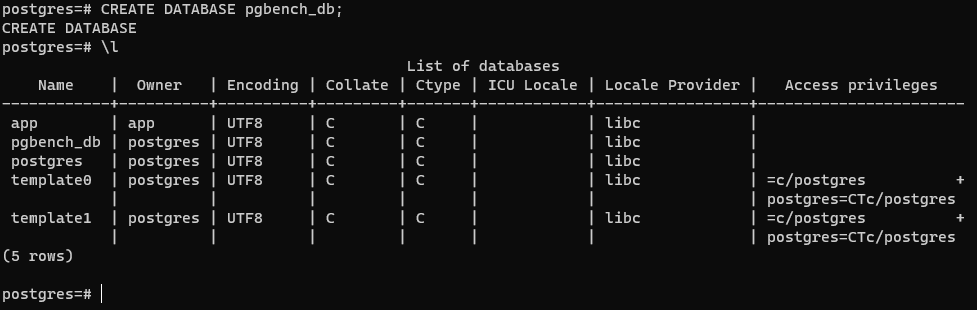 postgres=# CREATE DATABASE pgbench_db;
CREATE DATABASE
postgres=# \l
                                             List of databases
    Name    |  Owner   | Encoding | Collate | Ctype | ICU Locale | Locale Provider |   Access privileges
------------+----------+----------+---------+-------+------------+-----------------+-----------------------
 app        | app      | UTF8     | C       | C     |            | libc            |
 pgbench_db | postgres | UTF8     | C       | C     |            | libc            |
 postgres   | postgres | UTF8     | C       | C     |            | libc            |
 template0  | postgres | UTF8     | C       | C     |            | libc            | =c/postgres          +
            |          |          |         |       |            |                 | postgres=CTc/postgres
 template1  | postgres | UTF8     | C       | C     |            | libc            | =c/postgres          +
            |          |          |         |       |            |                 | postgres=CTc/postgres
(5 rows)

postgres=#